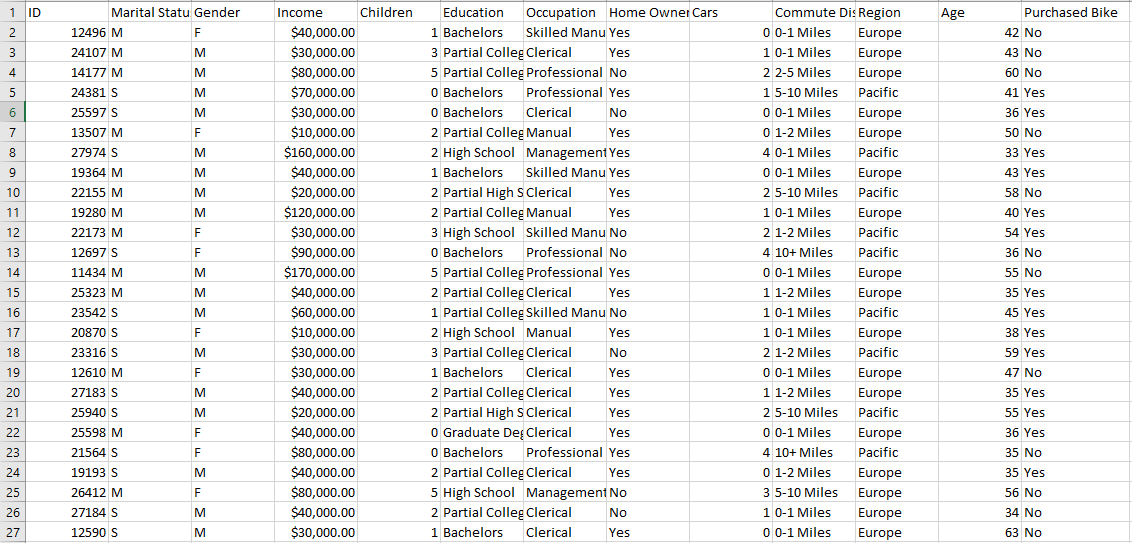 1 ID Marital Statu Gender Income Children Education Occupation Home Owner Cars Commute Dis Region Age Purchased Bike
2 12496 M F $40,000.00 1 Bachelors Skilled Manu Yes 0 0-1 Miles Europe 42 No
3 24107 M M $30,000.00 3 Partial Colleg Clerical Yes 1 0-1 Miles Europe 43 No
4 14177 M M $80,000.00 5 Partial Colleg Professional No 2 2-5 Miles Europe 60 No
5 24381 S M $70,000.00 0 Bachelors Professional Yes 1 5-10 Miles Pacific 41 Yes
6 25597 S M $30,000.00 0 Bachelors Clerical No 0 0-1 Miles Europe 36 Yes
7 13507 M F $10,000.00 2 Partial Colleg Manual Yes 0 1-2 Miles Europe 50 No
8 27974 S M $160,000.00 2 High School Management Yes 4 0-1 Miles Pacific 33 Yes
9 19364 M M $40,000.00 1 Bachelors Skilled Manu Yes 0 0-1 Miles Europe 43 Yes
10 22155 M M $20,000.00 2 Partial High S Clerical Yes 2 5-10 Miles Pacific 58 No
11 19280 M M $120,000.00 2 Partial Colleg Manual Yes 1 0-1 Miles Europe 40 Yes
12 22173 M F $30,000.00 3 High School Skilled Manu No 2 1-2 Miles Pacific 54 Yes
13 12697 S F $90,000.00 0 Bachelors Professional No 4 10+ Miles Pacific 36 No
14 11434 M M $170,000.00 5 Partial Colleg Professional Yes 0 0-1 Miles Europe 55 No
15 25323 M M $40,000.00 2 Partial Colleg Clerical Yes 1 1-2 Miles Europe 35 Yes
16 23542 S M $60,000.00 1 Partial Colleg Skilled Manu No 1 0-1 Miles Pacific 45 Yes
17 20870 S F $10,000.00 2 High School Manual Yes 1 0-1 Miles Europe 38 Yes
18 23316 S M $30,000.00 3 Partial Colleg Clerical No 2 1-2 Miles Pacific 59 Yes
19 12610 M F $30,000.00 1 Bachelors Clerical Yes 0 0-1 Miles Europe 47 No
20 27183 S M $40,000.00 2 Partial Colleg Clerical Yes 1 1-2 Miles Europe 35 Yes
21 25940 S M $20,000.00 2 Partial High S Clerical Yes 2 5-10 Miles Pacific 55 Yes
22 25598 M F $40,000.00 0 Graduate Deg Clerical Yes 0 0-1 Miles Europe 36 Yes
23 21564 S F $80,000.00 0 Bachelors Professional Yes 4 10+ Miles Pacific 35 No
24 19193 S M $40,000.00 2 Partial Colleg Clerical Yes 0 1-2 Miles Europe 35 Yes
25 26412 M F $80,000.00 5 High School Management No 3 5-10 Miles Europe 56 No
26 27184 S M $40,000.00 2 Partial Colleg Clerical No 1 0-1 Miles Europe 34 No
27 12590 S M $30,000.00 1 Bachelors Clerical Yes 0 0-1 Miles Europe 63 No